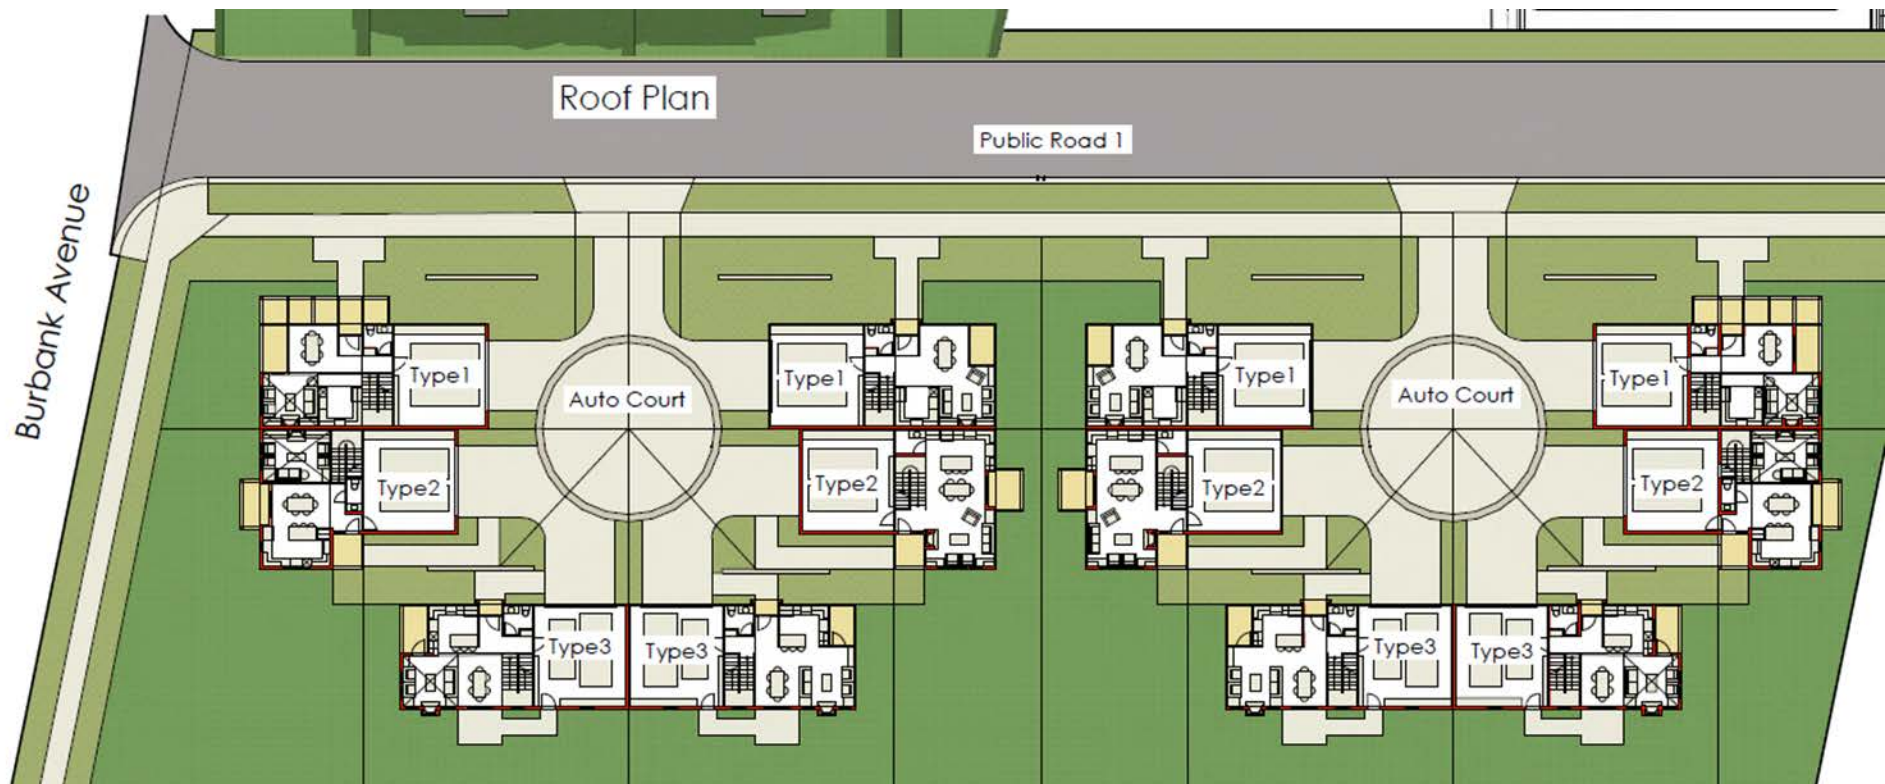 Roof Plan
Public Road 1
Burbank Avenue
Type1
Auto Court
Type1
Type1
Auto Court
Type1
Type2
Type2
Type2
Type2
Type3
Type3
Type3
Type3